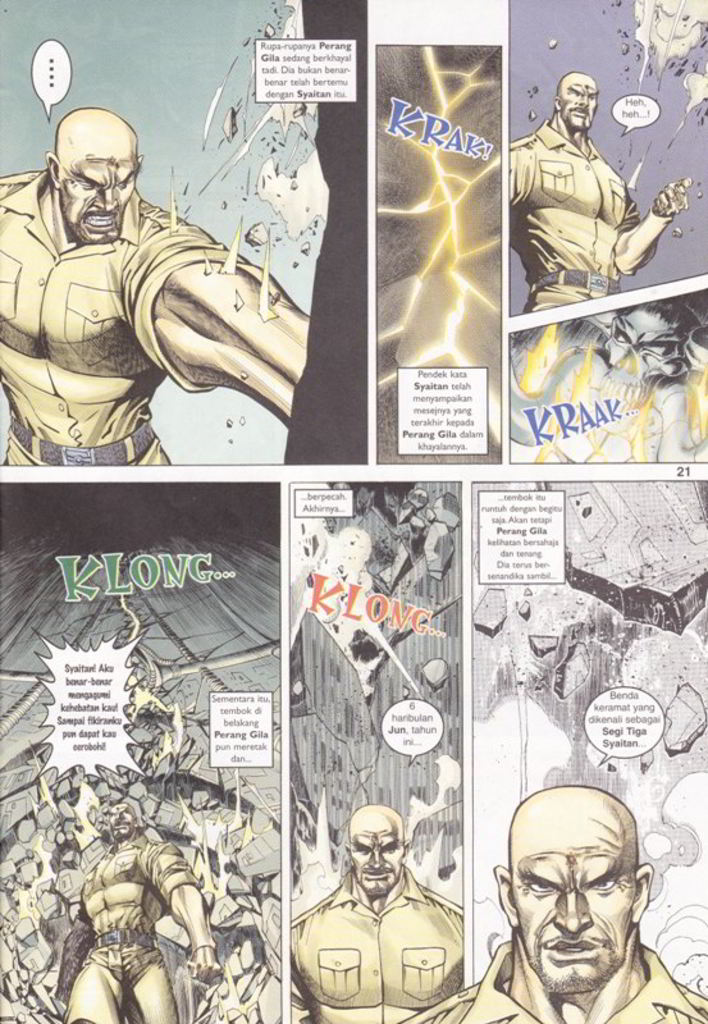 ....
Rupa-rupanya Perang
Gila sedang berkhayal
tadi. Dia bukan benar-
benar telah bertemu
dengan Syaitan itu.
KRAK!
Pendek kata
Syaitan telah
menyampaikan
mesejnya yang
terakhir kepada
Perang Gila dalam
khayalannya.
Heh,
heh...!
KRAAK...
21
KLONG...
Syaitan! Aku
benar-benar
mengagumi
kehebatan kau!
Sampai fikiranku
pun dapat kau
cerobohi!
Sementara itu,
tembok di
belakang
Perang Gila
pun meretak
dan...
...berpecah.
Akhirnya...
KLONG...
6
haribulan
Jun, tahun
ini...
...tembok itu
runtuh dengan begitu
saja. Akan tetapi
Perang Gila
kelihatan bersahaja
dan tenang.
Dia terus ber-
senandika sambil...
Benda
keramat yang
dikenali sebagai
Segi Tiga
Syaitan...